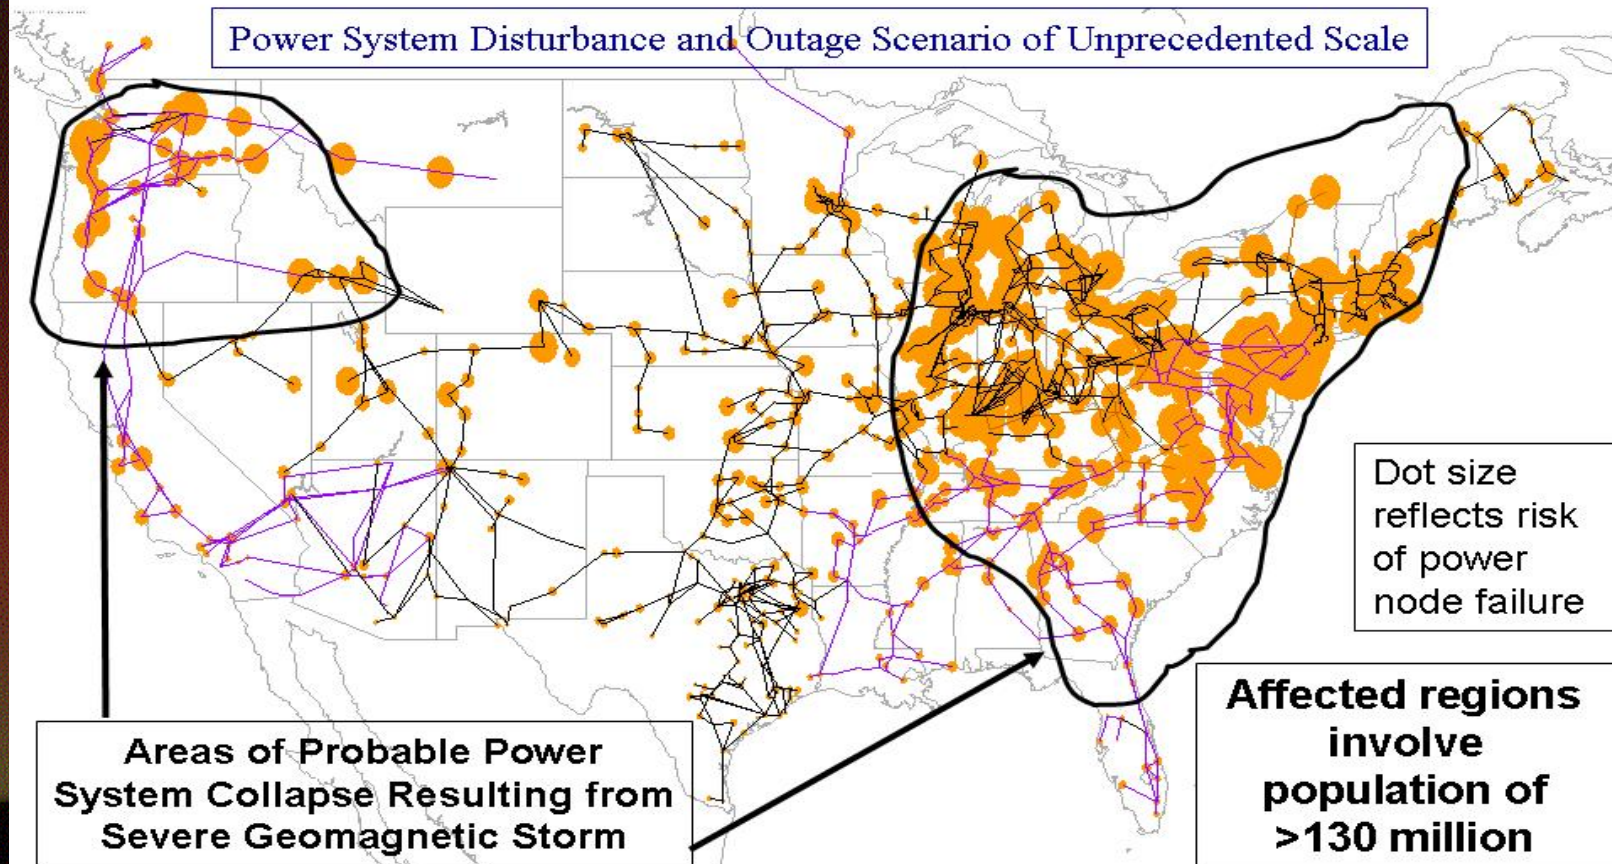 Power System Disturbance and Outage Scenario of Unprecedented Scale
Dot size
reflects risk
of power
node failure
Areas of Probable Power
System Collapse Resulting from
Severe Geomagnetic Storm
Affected regions
involve
population of
>130 million